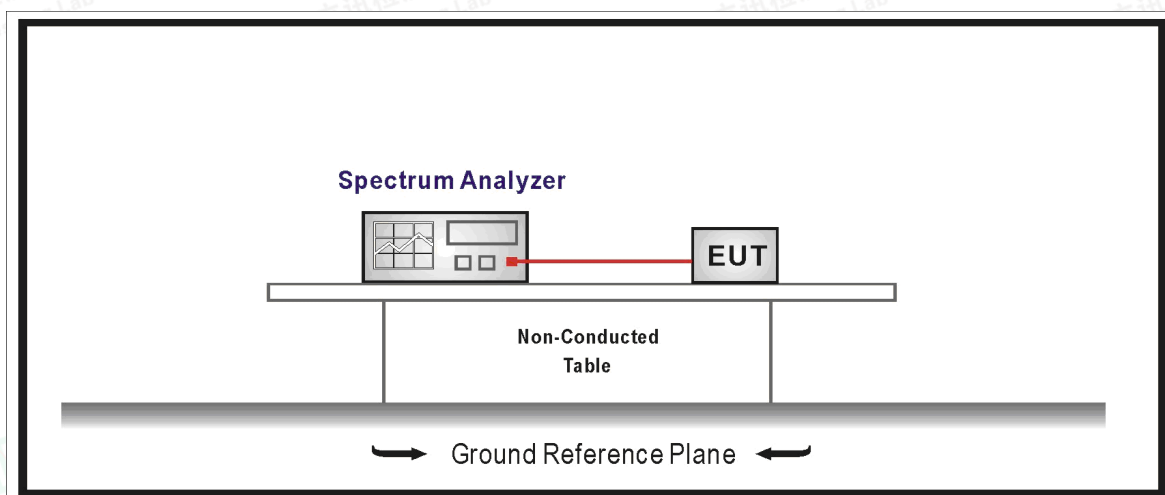 Spectrum Analyzer
EUT
Non-Conducted
Table
Ground Reference Plane